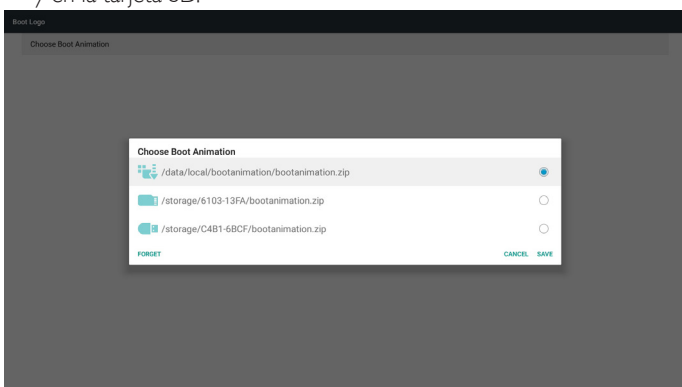 y en la tarjeta SD.
Boot Logo
Choose Boot Animation
Choose Boot Animation
/data/local/bootanimation/bootanimation.zip
/storage/6103-13FA/bootanimation.zip
/storage/C4B1-6BCF/bootanimation.zip
FORGET CANCEL SAVE